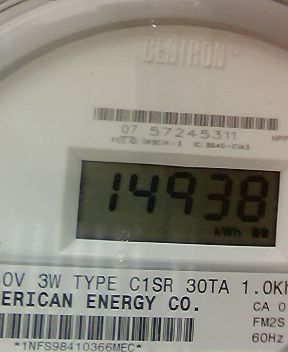 CENTRON
07 57245311
14938
kWh
0V 3W TYPE C1SR 30TA 1.0Kh
ERICAN ENERGY CO.
CA 0
FM2S
60Hz
*1NFS98410366MEC*